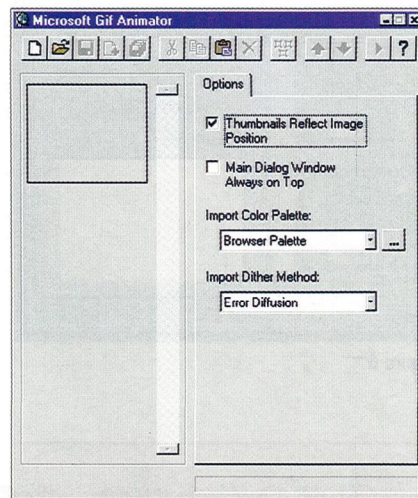 Microsoft Gif Animator
Options
Thumbnails Reflect Image
Position
Main Dialog Window
Always on Top
Import Color Palette:
Browser Palette
...
Import Dither Method:
Error Diffusion